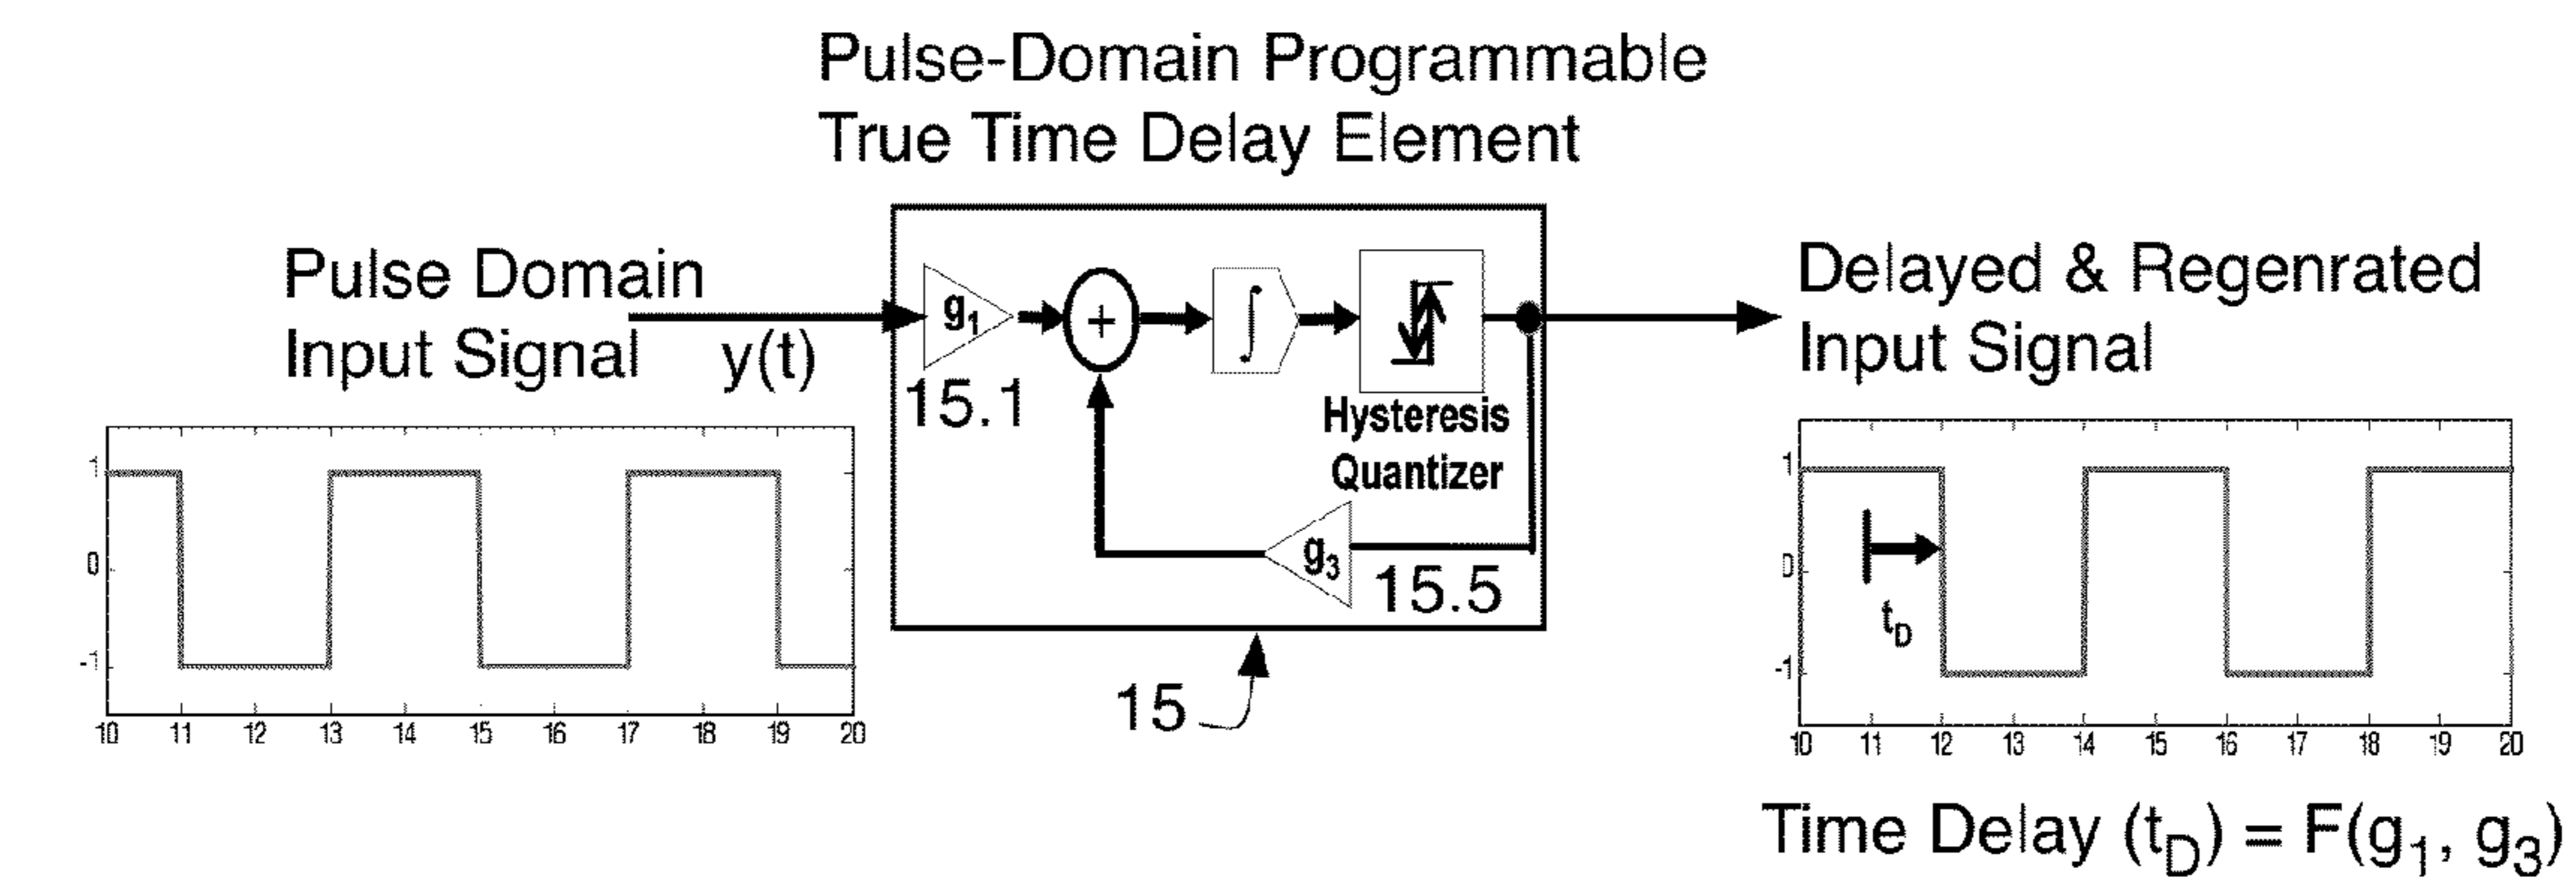 Pulse-Domain Programmable
True Time Delay Element
Pulse Domain
Input Signal y(t)
g1
+
∫
Hysteresis
Quantizer
15.1
g3
15.5
15
Delayed & Regenrated
Input Signal
1
0
-1
10 11 12 13 14 15 16 17 18 19 20
1
0
-1
tD
10 11 12 13 14 15 16 17 18 19 20
Time Delay (tD) = F(g1, g3)